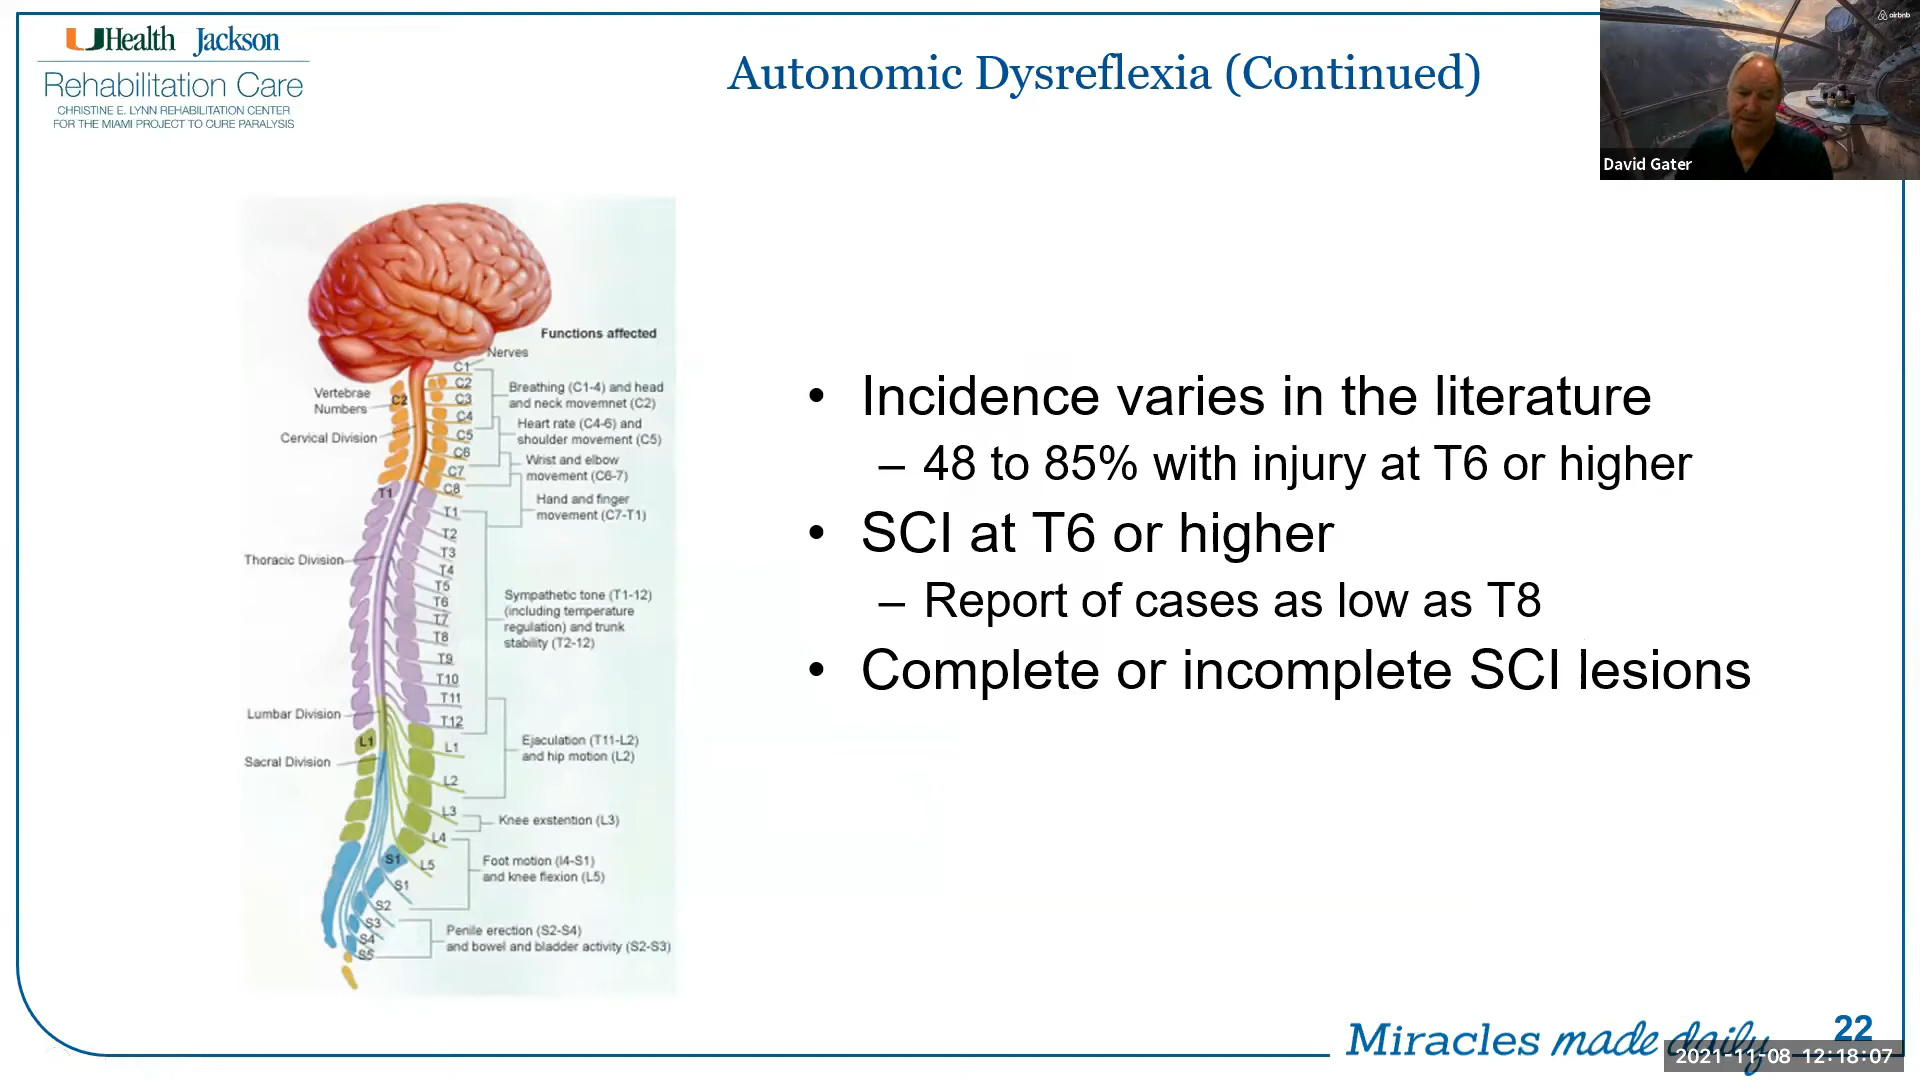 UHealth Jackson
Rehabilitation Care
CHRISTINE E. LYNN REHABILITATION CENTER
FOR THE MIAMI PROJECT TO CURE PARALYSIS
Autonomic Dysreflexia (Continued)
airbnb
David Gater
Functions affected
Nerves
C1
C2
C3
C4
C5
C6
C7
C8
T1
T2
T3
T4
T5
T6
T7
T8
T9
T10
T11
T12
L1
L2
L3
L4
L5
S1
S2
S3
S4
S5
Vertebrae
Numbers
C2
Cervical Division
T1
Thoracic Division
Lumbar Division
L1
Sacral Division
S1
Breathing (C1-4) and head
and neck movemnet (C2)
Heart rate (C4-6) and
shoulder movement (C5)
Wrist and elbow
movement (C6-7)
Hand and finger
movement (C7-T1)
Sympathetic tone (T1-12)
(including temperature
regulation) and trunk
stability (T2-12)
Ejaculation (T11-L2)
and hip motion (L2)
Knee exstention (L3)
Foot motion (l4-S1)
and knee flexion (L5)
Penile erection (S2-S4)
and bowel and bladder activity (S2-S3)
• Incidence varies in the literature
– 48 to 85% with injury at T6 or higher
• SCI at T6 or higher
– Report of cases as low as T8
• Complete or incomplete SCI lesions
Miracles made daily
22
2021-11-08 12:18:07